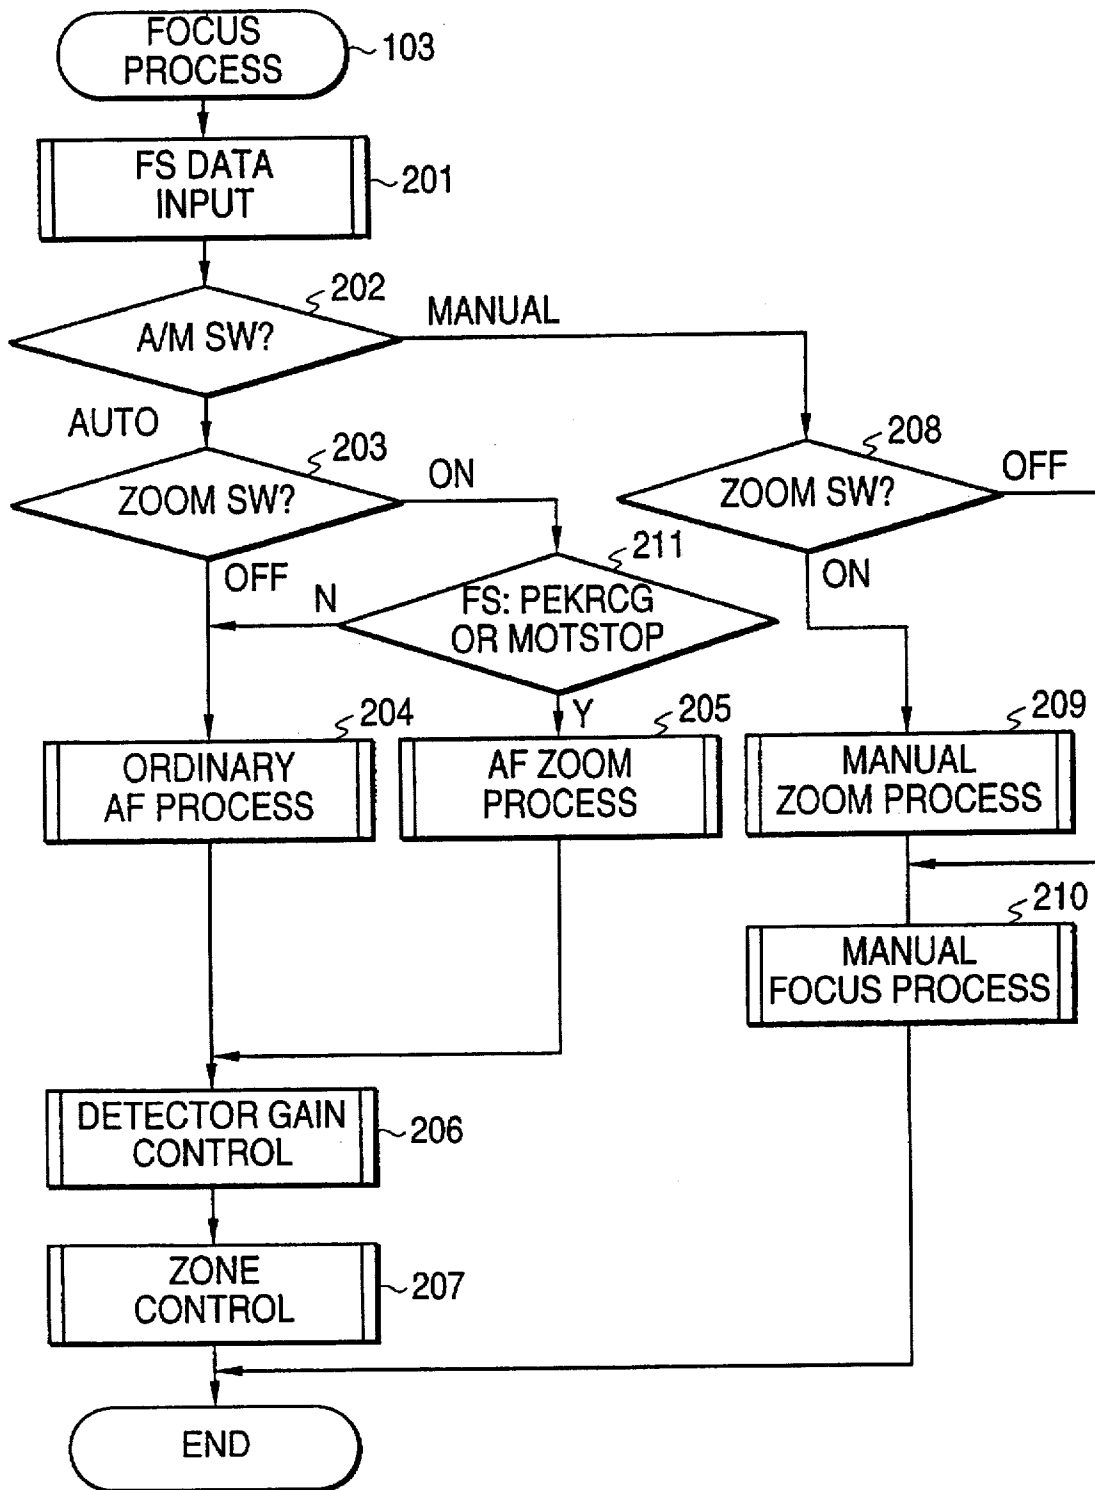 FOCUS
PROCESS
103
FS DATA
INPUT
201
202
A/M SW?
MANUAL
AUTO
203
ZOOM SW?
ON
208
ZOOM SW?
OFF
OFF
N
211
FS: PEKRCG
OR MOTSTOP
ON
Y
204
ORDINARY
AF PROCESS
205
AF ZOOM
PROCESS
209
MANUAL
ZOOM PROCESS
210
MANUAL
FOCUS PROCESS
DETECTOR GAIN
CONTROL
206
ZONE
CONTROL
207
END